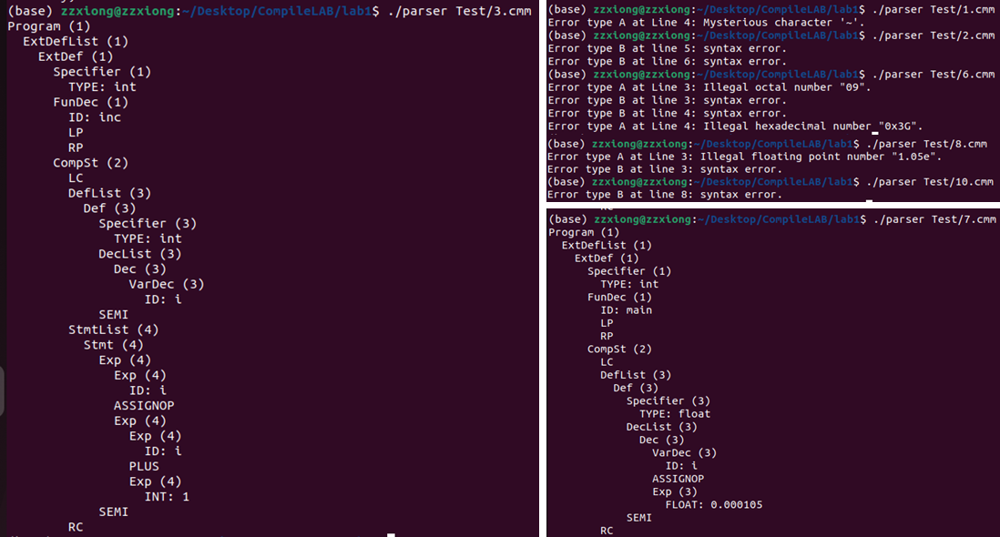 (base) zzxiong@zzxiong:~/Desktop/CompileLAB/lab1$ ./parser Test/3.cmm
Program (1)
  ExtDefList (1)
    ExtDef (1)
      Specifier (1)
        TYPE: int
      FunDec (1)
        ID: inc
        LP
        RP
      CompSt (2)
        LC
        DefList (3)
          Def (3)
            Specifier (3)
              TYPE: int
            DecList (3)
              Dec (3)
                VarDec (3)
                  ID: i
            SEMI
        StmtList (4)
          Stmt (4)
            Exp (4)
              Exp (4)
                ID: i
              ASSIGNOP
              Exp (4)
                Exp (4)
                  ID: i
                PLUS
                Exp (4)
                  INT: 1
            SEMI
        RC
(base) zzxiong@zzxiong:~/Desktop/CompileLAB/lab1$ ./parser Test/1.cmm
Error type A at Line 4: Mysterious character '~'.
(base) zzxiong@zzxiong:~/Desktop/CompileLAB/lab1$ ./parser Test/2.cmm
Error type B at line 5: syntax error.
Error type B at line 6: syntax error.
(base) zzxiong@zzxiong:~/Desktop/CompileLAB/lab1$ ./parser Test/6.cmm
Error type A at Line 3: Illegal octal number "09".
Error type B at line 3: syntax error.
Error type B at line 4: syntax error.
Error type A at Line 4: Illegal hexadecimal number "0x3G".
(base) zzxiong@zzxiong:~/Desktop/CompileLAB/lab1$ ./parser Test/8.cmm
Error type A at Line 3: Illegal floating point number "1.05e".
Error type B at line 3: syntax error.
(base) zzxiong@zzxiong:~/Desktop/CompileLAB/lab1$ ./parser Test/10.cmm
Error type B at line 8: syntax error.
(base) zzxiong@zzxiong:~/Desktop/CompileLAB/lab1$ ./parser Test/7.cmm
Program (1)
  ExtDefList (1)
    ExtDef (1)
      Specifier (1)
        TYPE: int
      FunDec (1)
        ID: main
        LP
        RP
      CompSt (2)
        LC
        DefList (3)
          Def (3)
            Specifier (3)
              TYPE: float
            DecList (3)
              Dec (3)
                VarDec (3)
                  ID: i
                ASSIGNOP
                Exp (3)
                  FLOAT: 0.000105
            SEMI
        RC